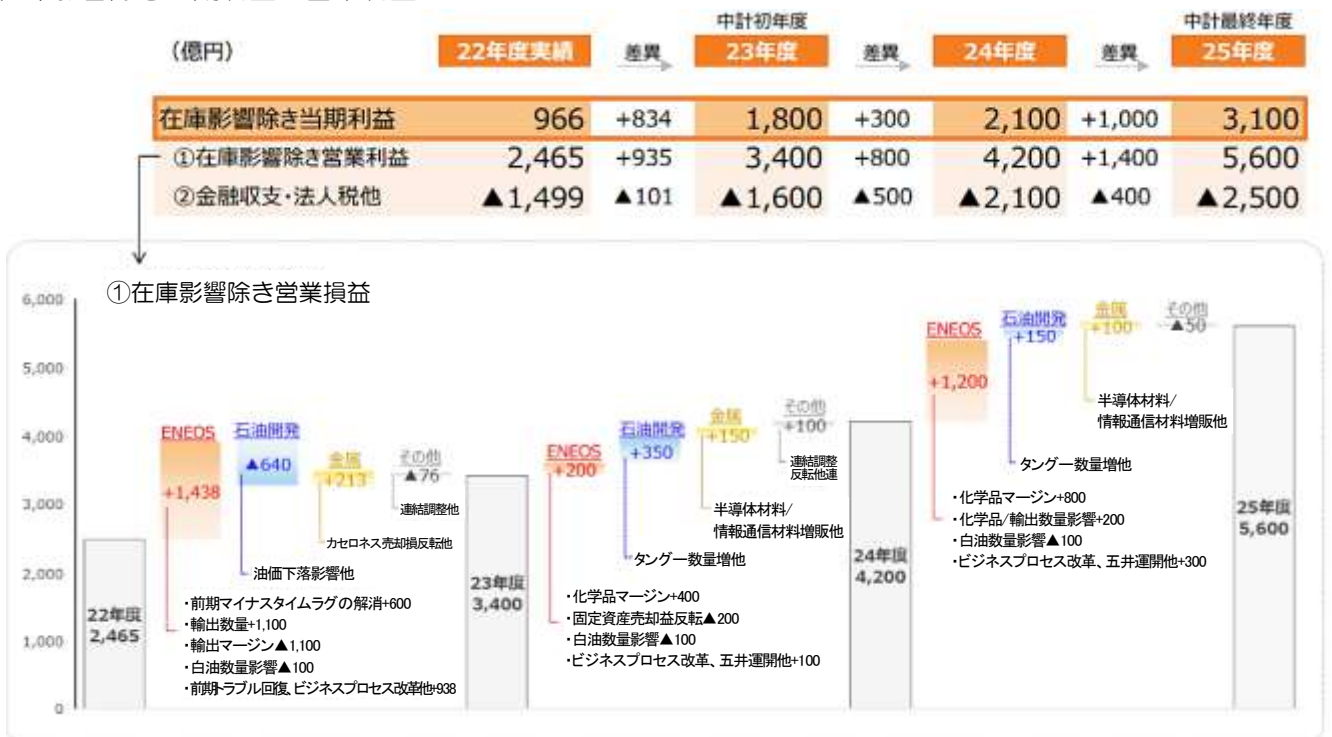 中計初年度 中計最終年度
(億円) 22年度実績 差異 23年度 差異 24年度 差異 25年度
在庫影響除き当期利益 966 +834 1,800 +300 2,100 +1,000 3,100
①在庫影響除き営業利益 2,465 +935 3,400 +800 4,200 +1,400 5,600
②金融収支・法人税他 ▲1,499 ▲101 ▲1,600 ▲500 ▲2,100 ▲400 ▲2,500
①在庫影響除き営業損益
6,000
5,000
4,000
3,000
2,000
1,000
0
22年度
2,465
ENEOS
+1,438
・前期マイナスタイムラグの解消+600
・輸出数量+1,100
・輸出マージン▲1,100
・白油数量影響▲100
・前期トラブル回復、ビジネスプロセス改革他+938
石油開発
▲640
油価下落影響他
金属
+213
カセロネス売却損反転他
その他
▲76
連結調整他
23年度
3,400
ENEOS
+200
・化学品マージン+400
・固定資産売却益反転▲200
・白油数量影響▲100
・ビジネスプロセス改革、五井運開他+100
石油開発
+350
タングー数量増他
金属
+150
半導体材料/
情報通信材料増販他
その他
+100
連結調整
反転他連
24年度
4,200
ENEOS
+1,200
・化学品マージン+800
・化学品/輸出数量影響+200
・白油数量影響▲100
・ビジネスプロセス改革、五井運開他+300
石油開発
+150
タングー数量増他
金属
+100
半導体材料/
情報通信材料増販他
その他
▲50
25年度
5,600